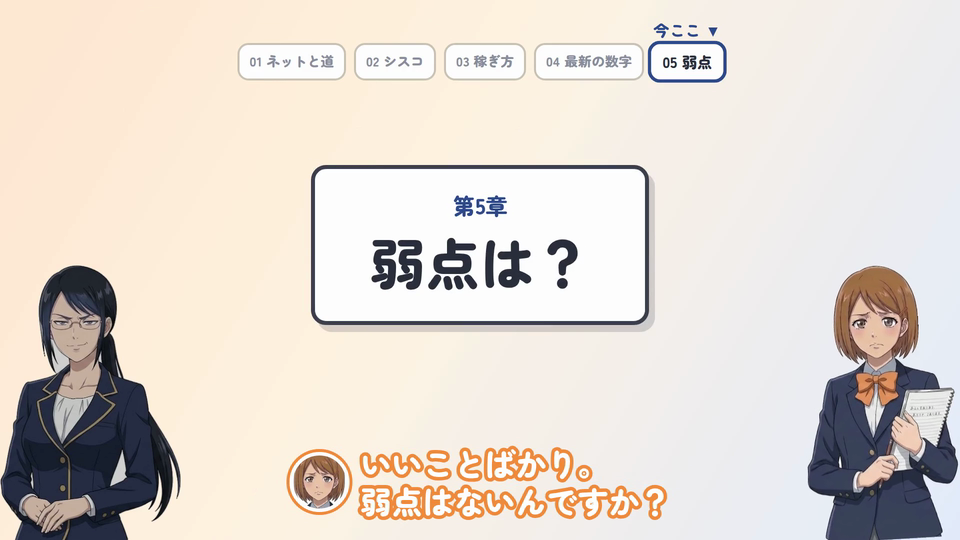 今ここ ▼
01 ネットと道
02 シスコ
03 稼ぎ方
04 最新の数字
05 弱点
第5章
弱点は？
いいことばかり。
弱点はないんですか？